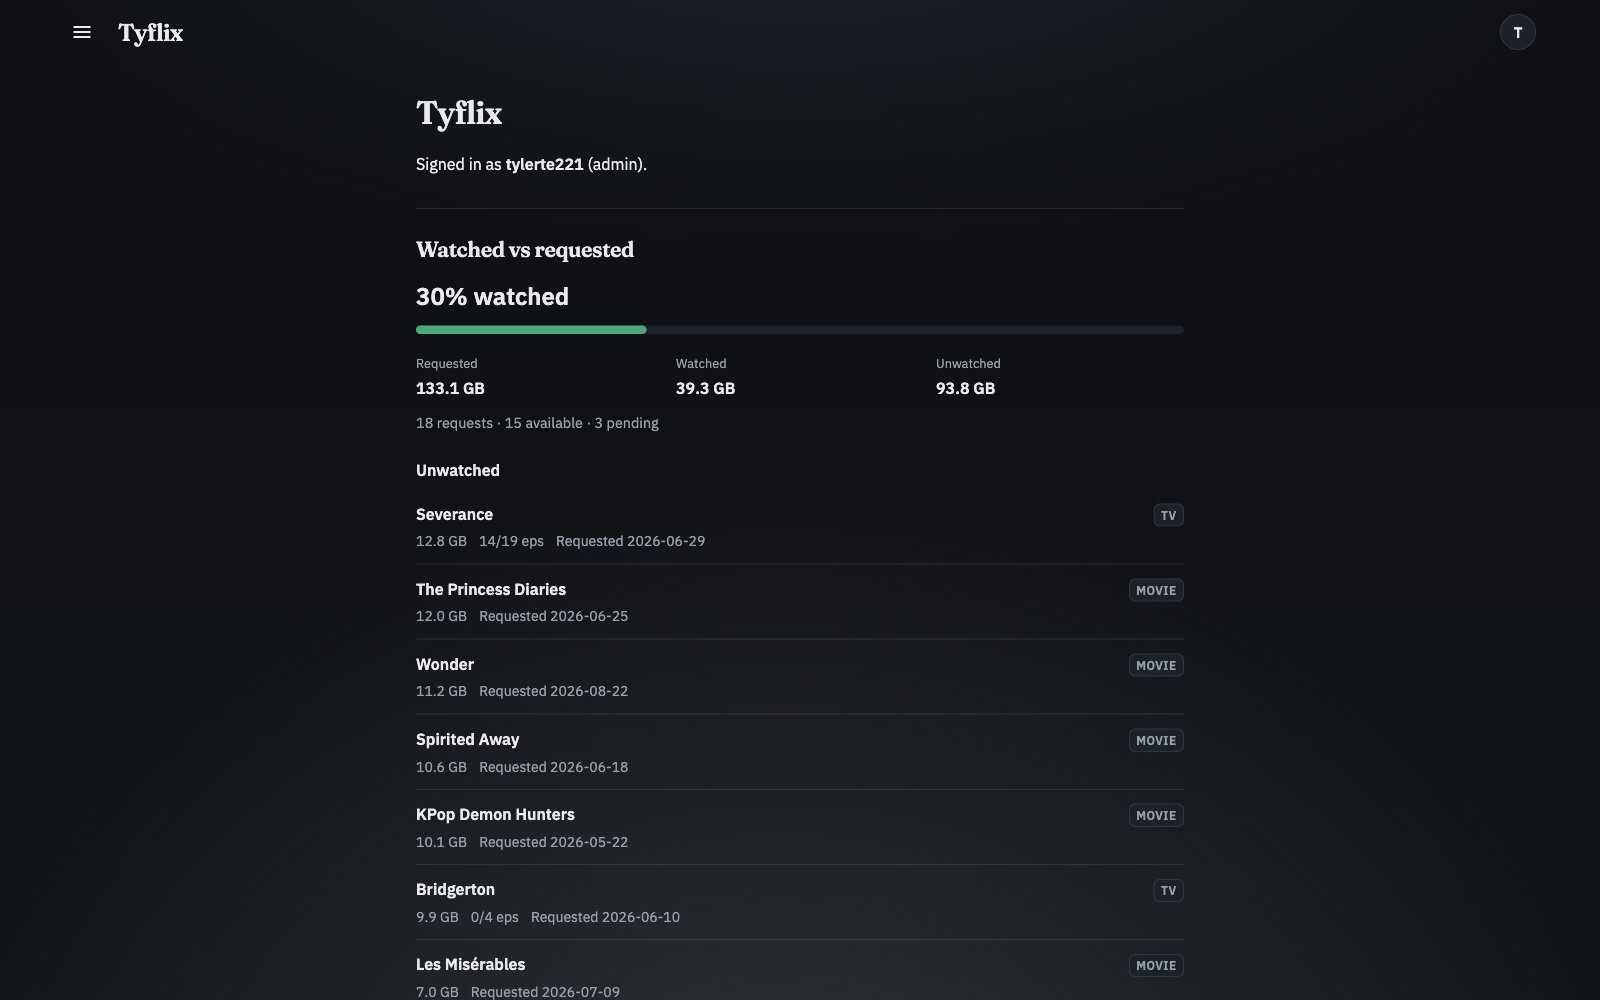 Tyflix
T
Tyflix
Signed in as tylerte221 (admin).
Watched vs requested
30% watched
Requested Watched Unwatched
133.1 GB 39.3 GB 93.8 GB
18 requests · 15 available · 3 pending
Unwatched
Severance TV
12.8 GB 14/19 eps Requested 2026-06-29
The Princess Diaries MOVIE
12.0 GB Requested 2026-06-25
Wonder MOVIE
11.2 GB Requested 2026-08-22
Spirited Away MOVIE
10.6 GB Requested 2026-06-18
KPop Demon Hunters MOVIE
10.1 GB Requested 2026-05-22
Bridgerton TV
9.9 GB 0/4 eps Requested 2026-06-10
Les Misérables MOVIE
7.0 GB Requested 2026-07-09